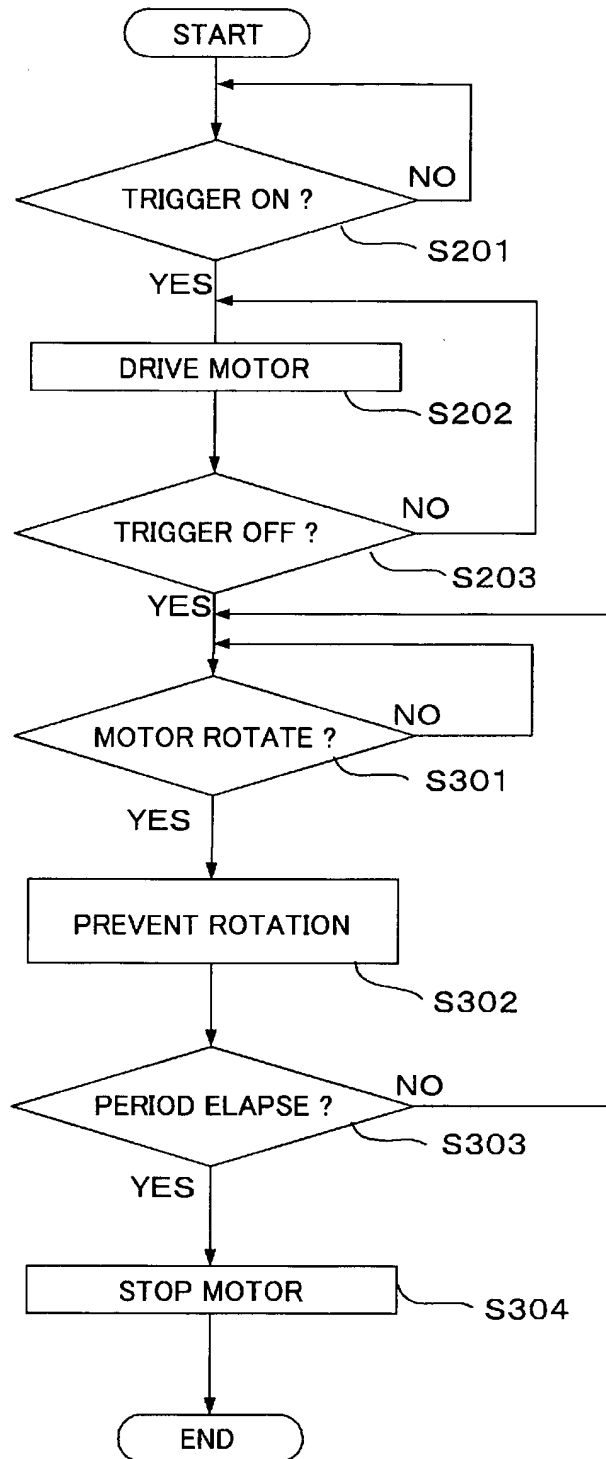 START
TRIGGER ON ?
NO
S201
YES
DRIVE MOTOR
S202
TRIGGER OFF ?
NO
S203
YES
MOTOR ROTATE ?
NO
S301
YES
PREVENT ROTATION
S302
PERIOD ELAPSE ?
NO
S303
YES
STOP MOTOR
S304
END